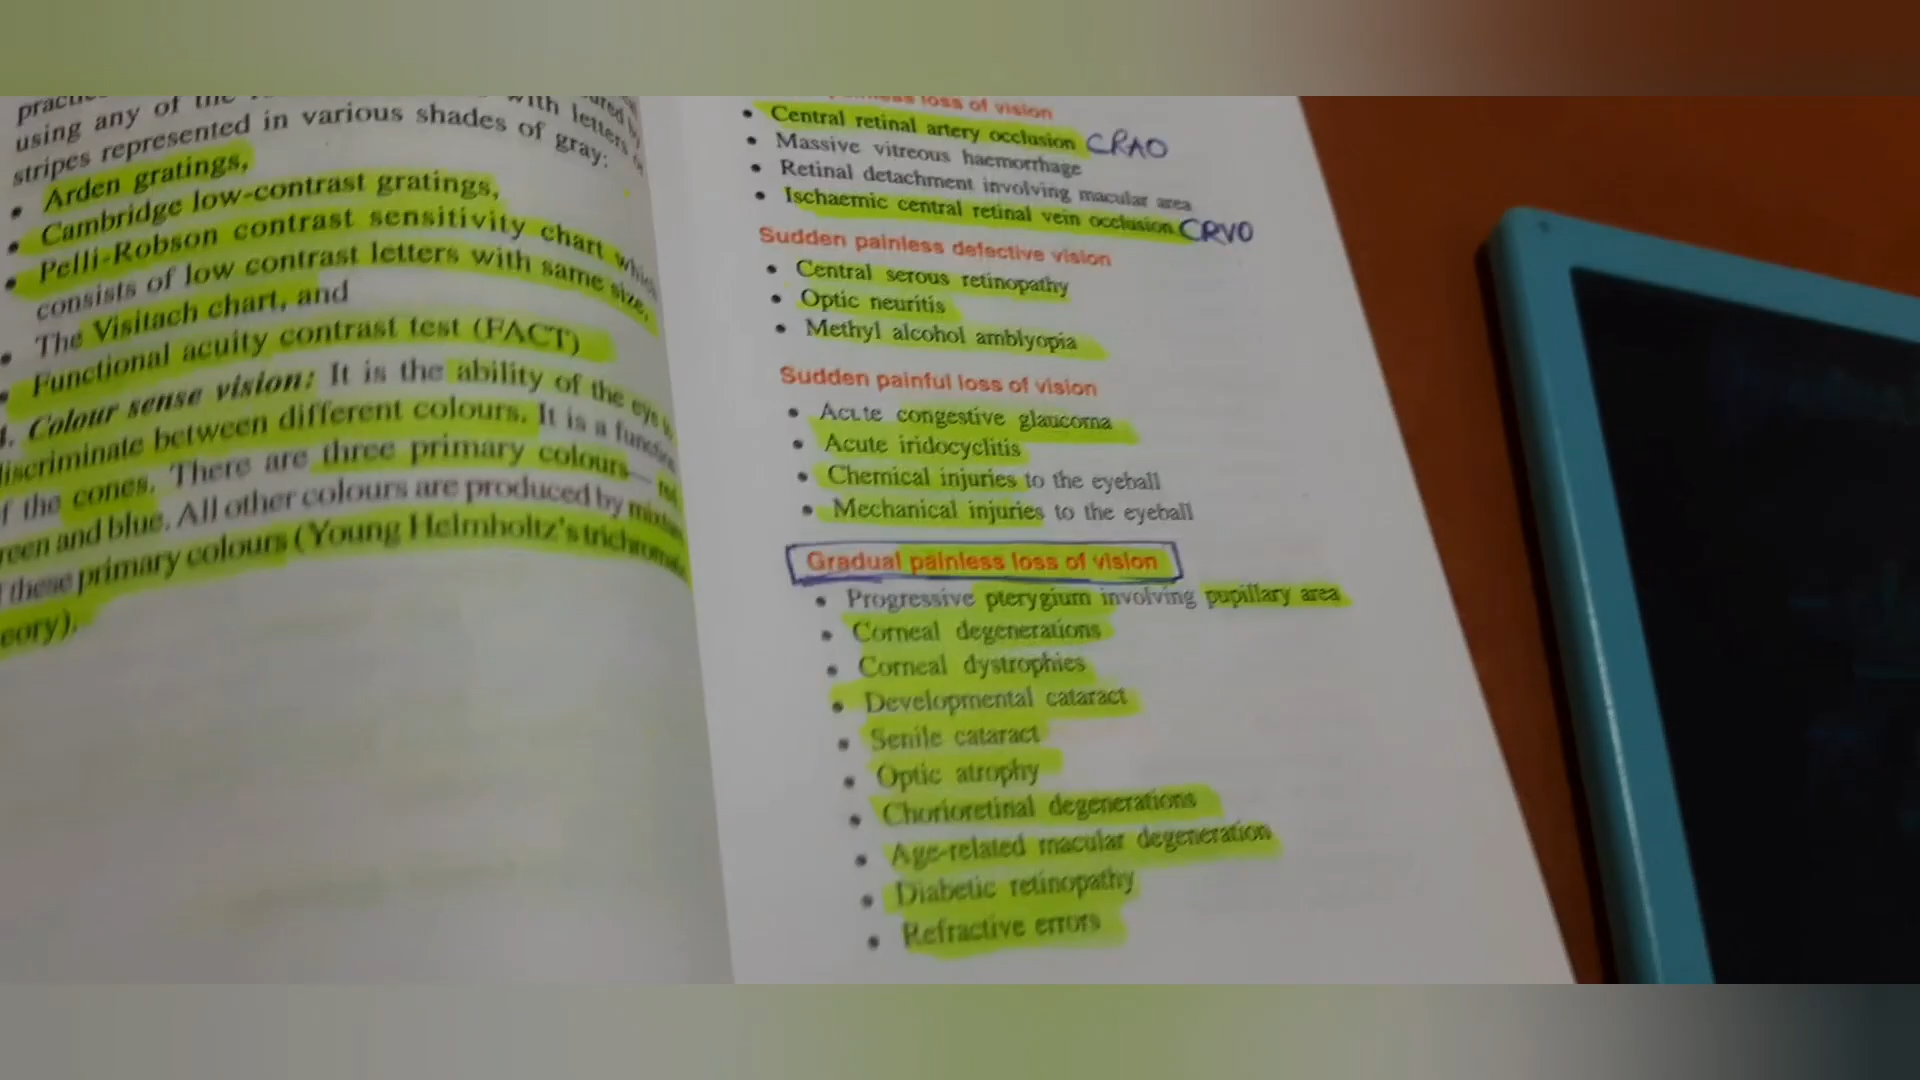 using any of the
with letters
stripes represented in various shades of gray:
• Arden gratings,
• Cambridge low-contrast gratings,
• Pelli-Robson contrast sensitivity chart which
consists of low contrast letters with same size,
• The Visitach chart, and
• Functional acuity contrast test (FACT)
Colour sense vision: It is the ability of the eye
discriminate between different colours. It is a function
of the cones. There are three primary colours—red,
green and blue. All other colours are produced by
these primary colours (Young Helmholtz's
loss of vision
• Central retinal artery occlusion CRAO
• Massive vitreous haemorrhage
• Retinal detachment involving macular area
• Ischaemic central retinal vein occlusion CRVO
Sudden painless defective vision
• Central serous retinopathy
• Optic neuritis
• Methyl alcohol amblyopia
Sudden painful loss of vision
• Acute congestive glaucoma
• Acute iridocyclitis
• Chemical injuries to the eyeball
• Mechanical injuries to the eyeball
Gradual painless loss of vision
• Progressive pterygium involving pupillary area
• Corneal degenerations
• Corneal dystrophies
• Developmental cataract
• Senile cataract
• Optic atrophy
• Chorioretinal degenerations
• Age-related macular degeneration
• Diabetic retinopathy
• Refractive errors